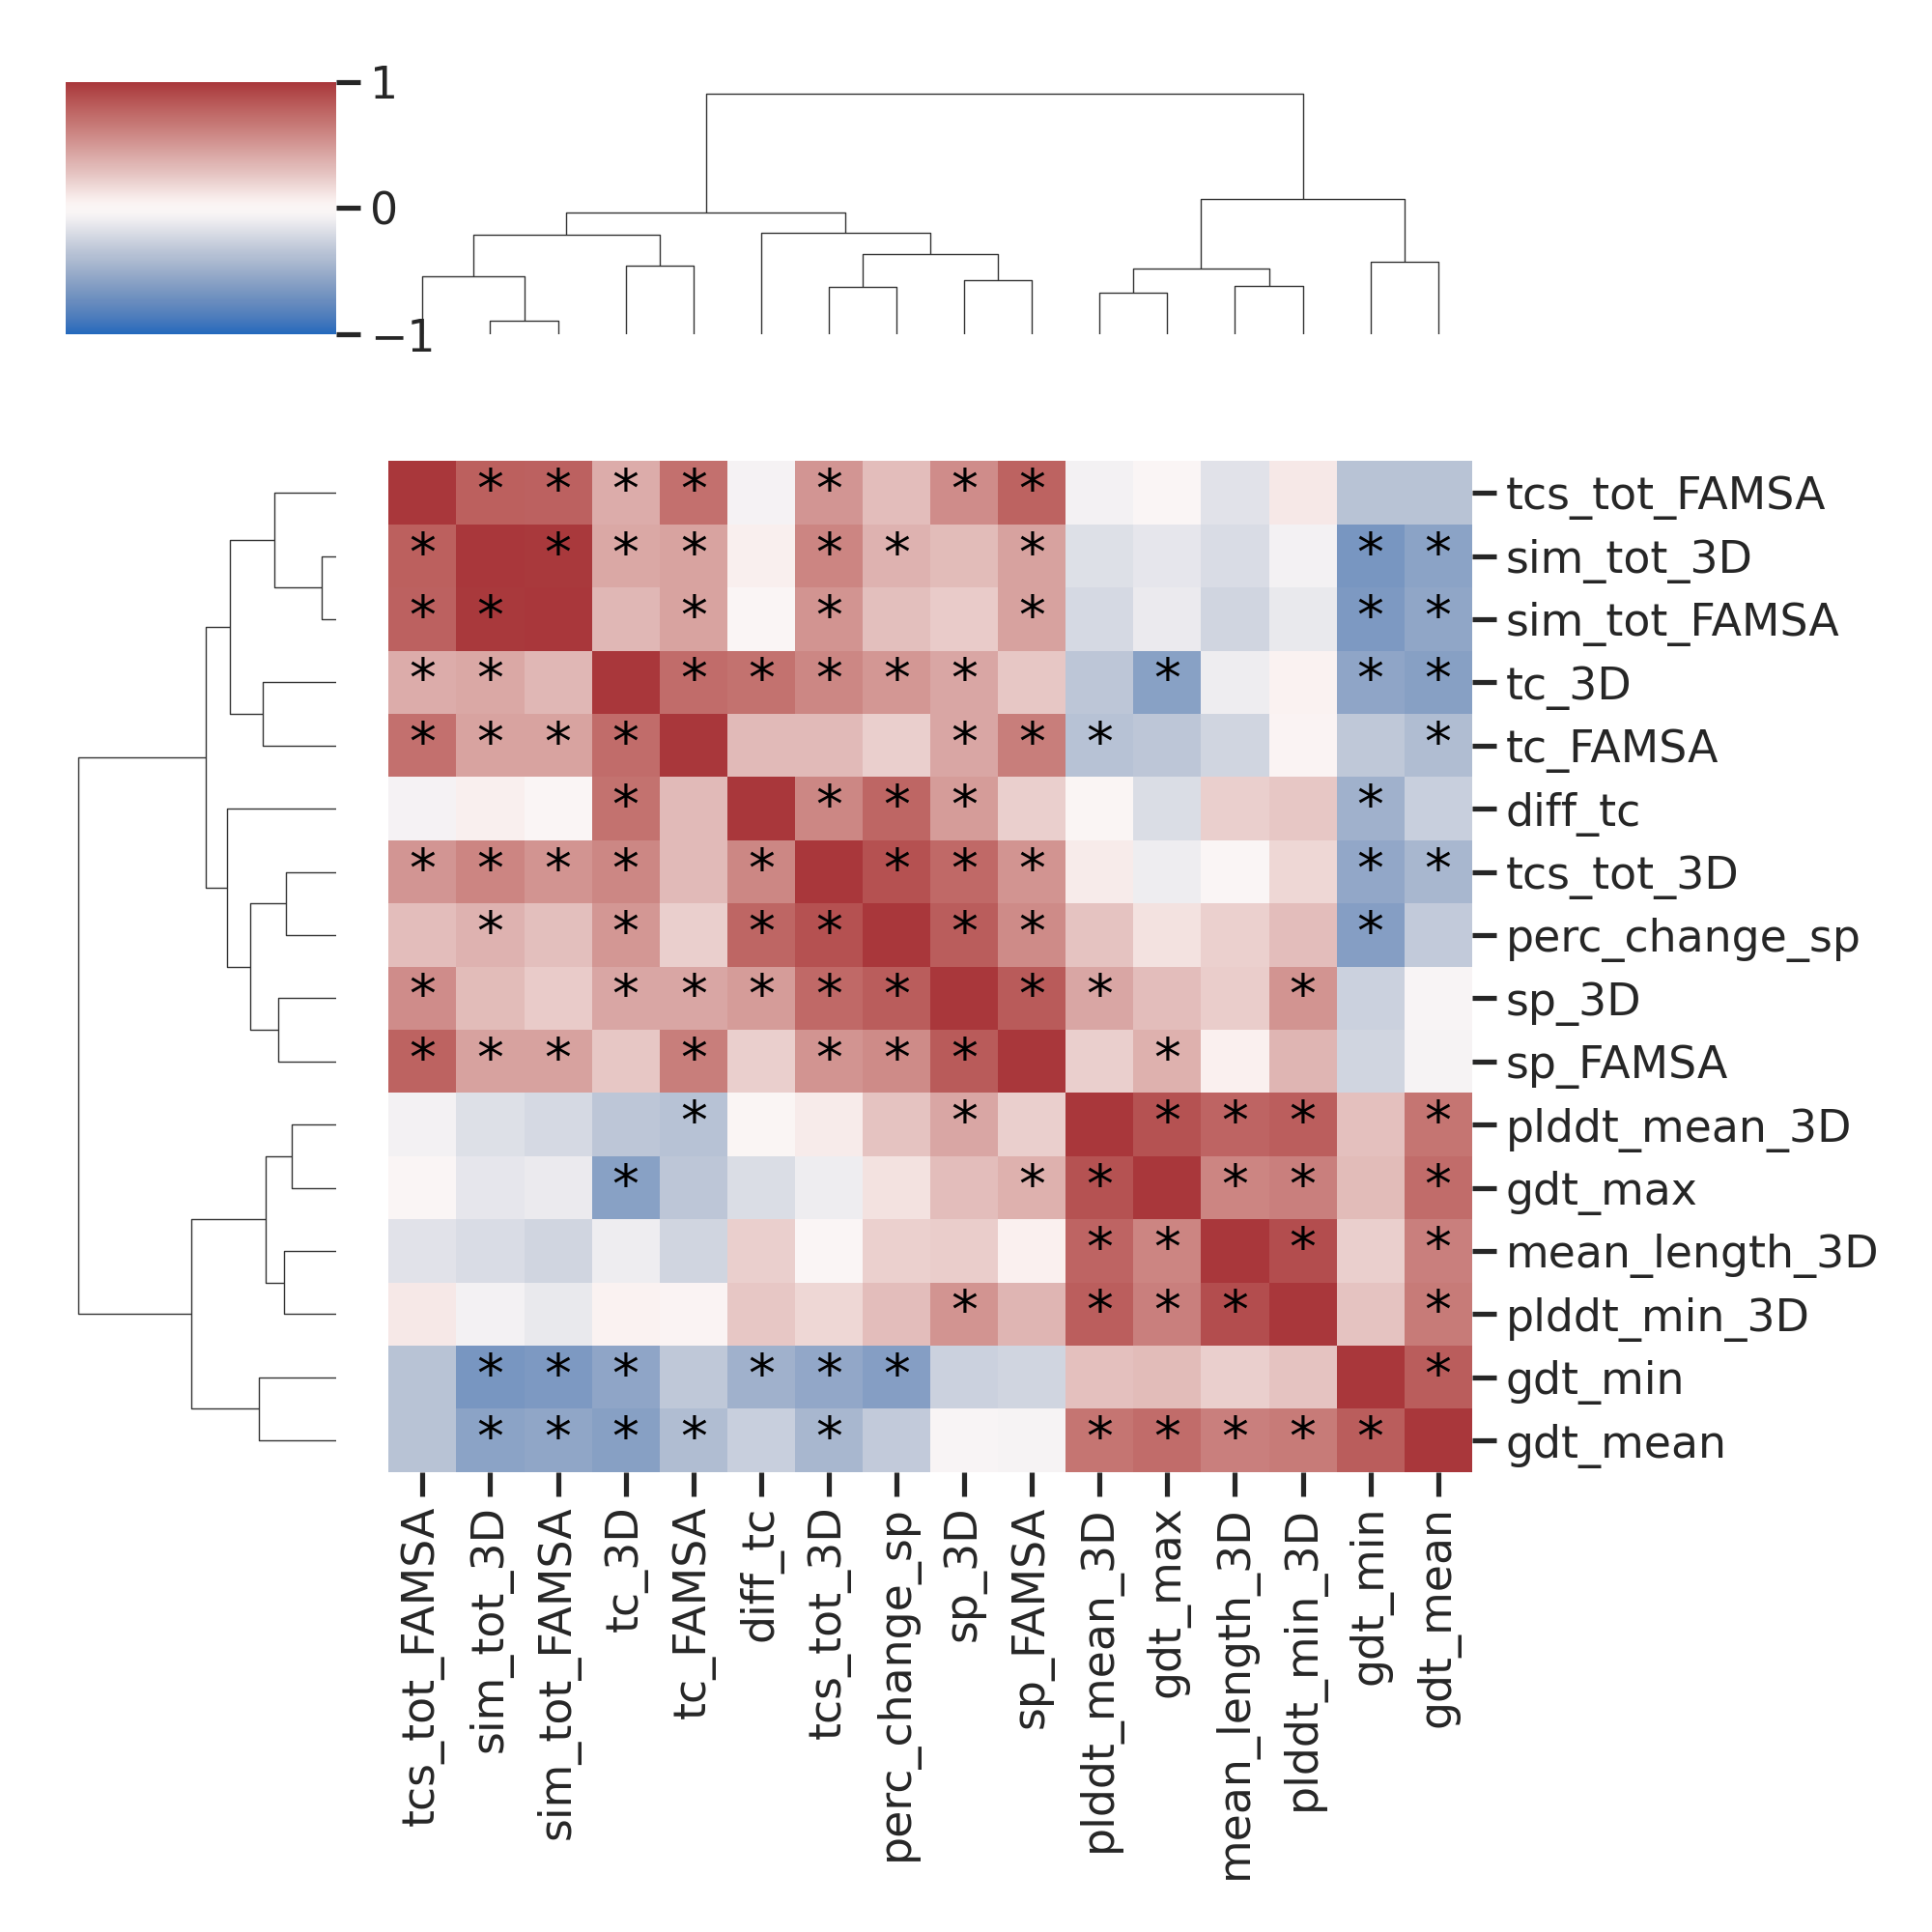 1
0
−1
* * * * * * *
* * * * * * * * *
* * * * * * *
* * * * * * * * * *
* * * * * * * *
* * * * *
* * * * * * * * * *
* * * * * * *
* * * * * * * * *
* * * * * * * * *
* * * * * *
* * * * * *
* * * *
* * * * *
* * * * * * *
* * * * * * * * * *
tcs_tot_FAMSA
sim_tot_3D
sim_tot_FAMSA
tc_3D
tc_FAMSA
diff_tc
tcs_tot_3D
perc_change_sp
sp_3D
sp_FAMSA
plddt_mean_3D
gdt_max
mean_length_3D
plddt_min_3D
gdt_min
gdt_mean
tcs_tot_FAMSA
sim_tot_3D
sim_tot_FAMSA
tc_3D
tc_FAMSA
diff_tc
tcs_tot_3D
perc_change_sp
sp_3D
sp_FAMSA
plddt_mean_3D
gdt_max
mean_length_3D
plddt_min_3D
gdt_min
gdt_mean